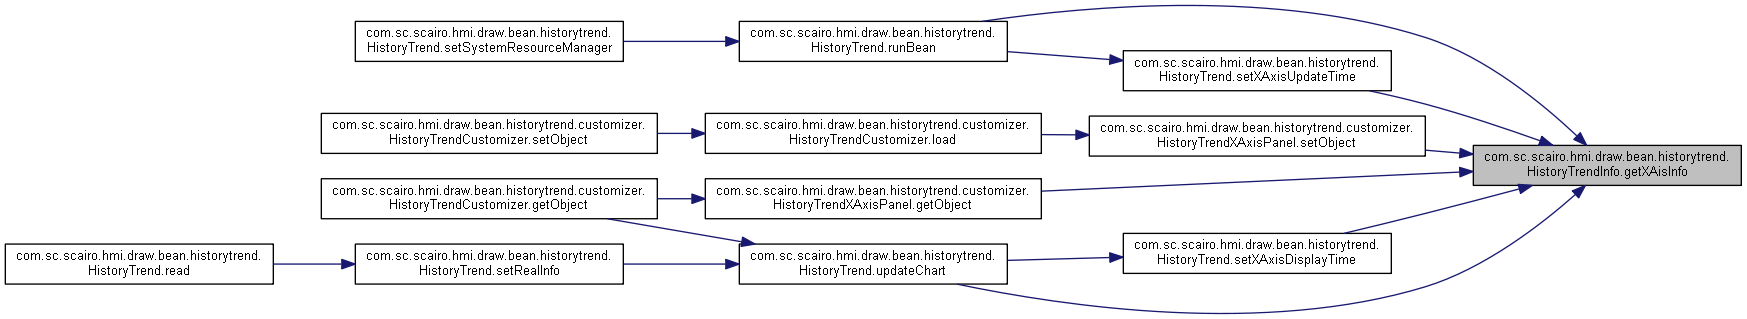 com.sc.scairo.hmi.draw.bean.historytrend.
HistoryTrend.setSystemResourceManager
com.sc.scairo.hmi.draw.bean.historytrend.
HistoryTrend.runBean
com.sc.scairo.hmi.draw.bean.historytrend.
HistoryTrend.setXAxisUpdateTime
com.sc.scairo.hmi.draw.bean.historytrend.customizer.
HistoryTrendCustomizer.setObject
com.sc.scairo.hmi.draw.bean.historytrend.customizer.
HistoryTrendCustomizer.load
com.sc.scairo.hmi.draw.bean.historytrend.customizer.
HistoryTrendXAxisPanel.setObject
com.sc.scairo.hmi.draw.bean.historytrend.
HistoryTrendInfo.getXAisInfo
com.sc.scairo.hmi.draw.bean.historytrend.customizer.
HistoryTrendCustomizer.getObject
com.sc.scairo.hmi.draw.bean.historytrend.customizer.
HistoryTrendXAxisPanel.getObject
com.sc.scairo.hmi.draw.bean.historytrend.
HistoryTrend.read
com.sc.scairo.hmi.draw.bean.historytrend.
HistoryTrend.setRealInfo
com.sc.scairo.hmi.draw.bean.historytrend.
HistoryTrend.updateChart
com.sc.scairo.hmi.draw.bean.historytrend.
HistoryTrend.setXAxisDisplayTime